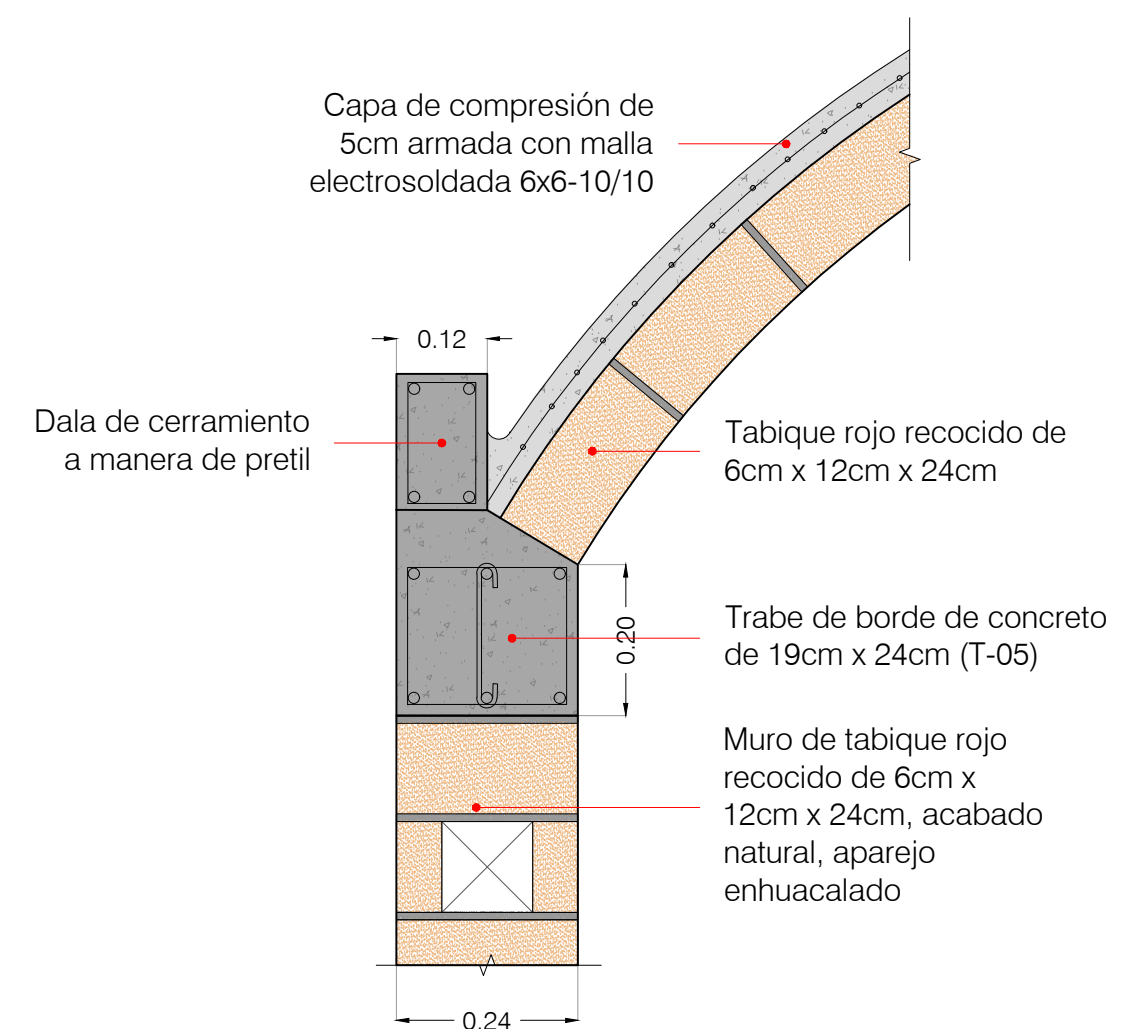 Capa de compresión de
5cm armada con malla
electrosoldada 6x6-10/10
0.12
Dala de cerramiento
a manera de pretil
Tabique rojo recocido de
6cm x 12cm x 24cm
0.20
Trabe de borde de concreto
de 19cm x 24cm (T-05)
Muro de tabique rojo
recocido de 6cm x
12cm x 24cm, acabado
natural, aparejo
enhuacalado
0.24